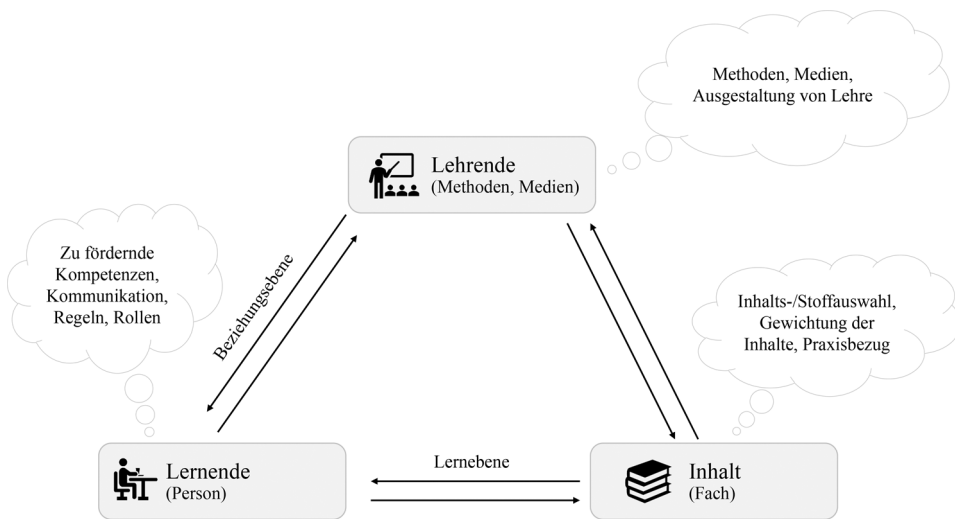 Methoden, Medien,
Ausgestaltung von Lehre
Lehrende
(Methoden, Medien)
Zu fördernde
Kompetenzen,
Kommunikation,
Regeln, Rollen
Beziehungsebene
Inhalts-/Stoffauswahl,
Gewichtung der
Inhalte, Praxisbezug
Lernebene
Lernende
(Person)
Inhalt
(Fach)